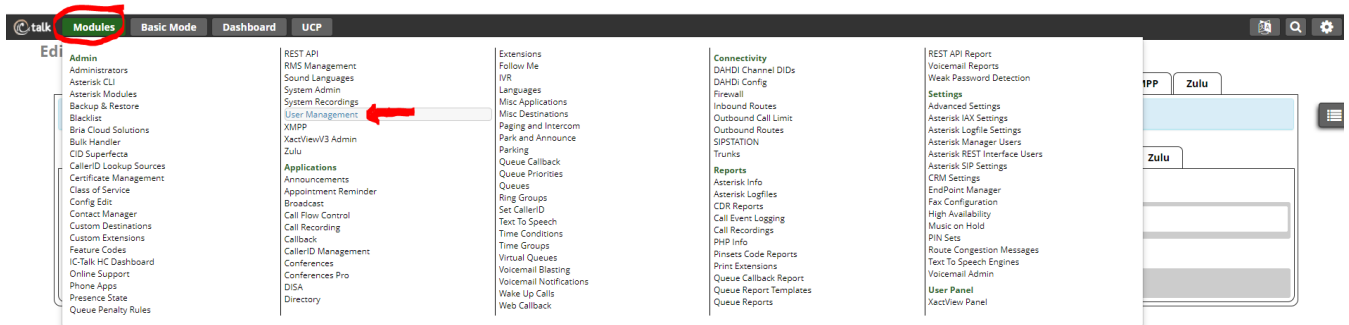 talk
Modules
Basic Mode
Dashboard
UCP
Edi
Admin
Administrators
Asterisk CLI
Asterisk Modules
Backup & Restore
Blacklist
Bria Cloud Solutions
Bulk Handler
CID Superfecta
CallerID Lookup Sources
Certificate Management
Class of Service
Config Edit
Contact Manager
Custom Destinations
Custom Extensions
Feature Codes
IC-Talk HC Dashboard
Online Support
Phone Apps
Presence State
Queue Penalty Rules
REST API
RMS Management
Sound Languages
System Admin
System Recordings
User Management
XMPP
XactViewV3 Admin
Zulu
Applications
Announcements
Appointment Reminder
Broadcast
Call Flow Control
Call Recording
Callback
CallerID Management
Conferences
Conferences Pro
DISA
Directory
Extensions
Follow Me
IVR
Languages
Misc Applications
Misc Destinations
Paging and Intercom
Park and Announce
Parking
Queue Callback
Queue Priorities
Queues
Ring Groups
Set CallerID
Text To Speech
Time Conditions
Time Groups
Virtual Queues
Voicemail Blasting
Voicemail Notifications
Wake Up Calls
Web Callback
Connectivity
DAHDI Channel DIDs
DAHDi Config
Firewall
Inbound Routes
Outbound Call Limit
Outbound Routes
SIPSTATION
Trunks
Reports
Asterisk Info
Asterisk Logfiles
CDR Reports
Call Event Logging
Call Recordings
PHP Info
Pinsets Code Reports
Print Extensions
Queue Callback Report
Queue Report Templates
Queue Reports
REST API Report
Voicemail Reports
Weak Password Detection
Settings
Advanced Settings
Asterisk IAX Settings
Asterisk Logfile Settings
Asterisk Manager Users
Asterisk REST Interface Users
Asterisk SIP Settings
CRM Settings
EndPoint Manager
Fax Configuration
High Availability
Music on Hold
PIN Sets
Route Congestion Messages
Text To Speech Engines
Voicemail Admin
User Panel
XactView Panel
MPP
Zulu
Zulu